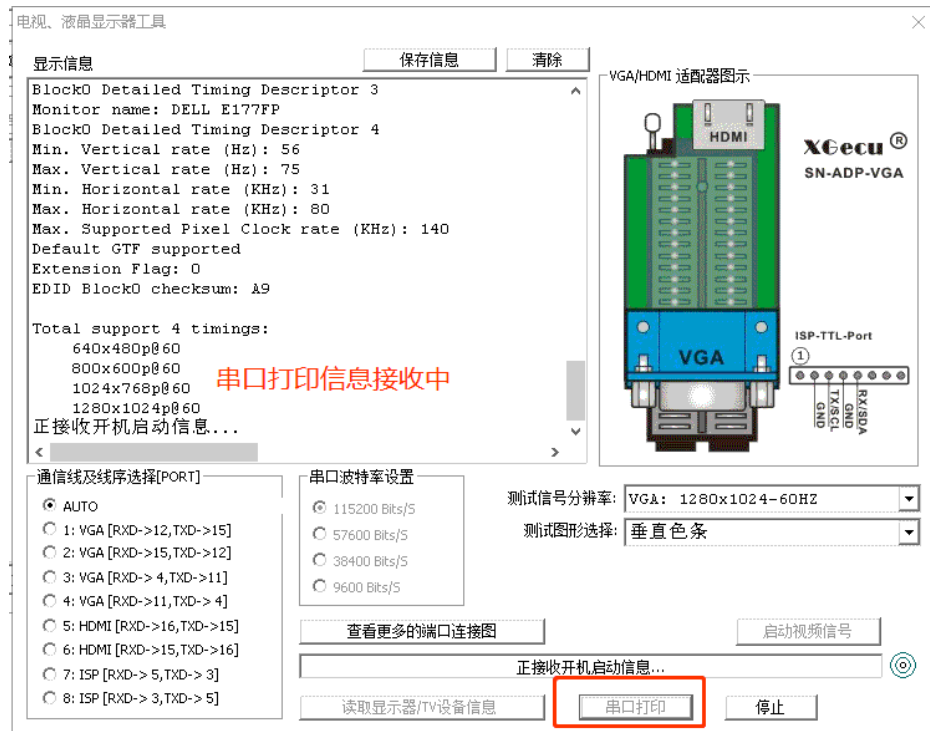 电视、液晶显示器工具
显示信息
保存信息
清除
Block0 Detailed Timing Descriptor 3
Monitor name: DELL E177FP
Block0 Detailed Timing Descriptor 4
Min. Vertical rate (Hz): 56
Max. Vertical rate (Hz): 75
Min. Horizontal rate (KHz): 31
Max. Horizontal rate (KHz): 80
Max. Supported Pixel Clock rate (KHz): 140
Default GTF supported
Extension Flag: 0
EDID Block0 checksum: A9
Total support 4 timings:
640x480p@60
800x600p@60
1024x768p@60
1280x1024p@60
正接收开机启动信息...
串口打印信息接收中
VGA/HDMI 适配器图示
HDMI
XGecu ®
SN-ADP-VGA
VGA
ISP-TTL-Port
1
GND
TX/SCL
GND
RX/SDA
通信线及线序选择[PORT]
AUTO
1: VGA [RXD->12,TXD->15]
2: VGA [RXD->15,TXD->12]
3: VGA [RXD-> 4,TXD->11]
4: VGA [RXD->11,TXD-> 4]
5: HDMI [RXD->16,TXD->15]
6: HDMI [RXD->15,TXD->16]
7: ISP [RXD-> 5,TXD-> 3]
8: ISP [RXD-> 3,TXD-> 5]
串口波特率设置
115200 Bits/S
57600 Bits/S
38400 Bits/S
9600 Bits/S
测试信号分辨率:
VGA: 1280x1024-60HZ
测试图形选择:
垂直色条
查看更多的端口连接图
启动视频信号
正接收开机启动信息...
读取显示器/TV设备信息
串口打印
停止